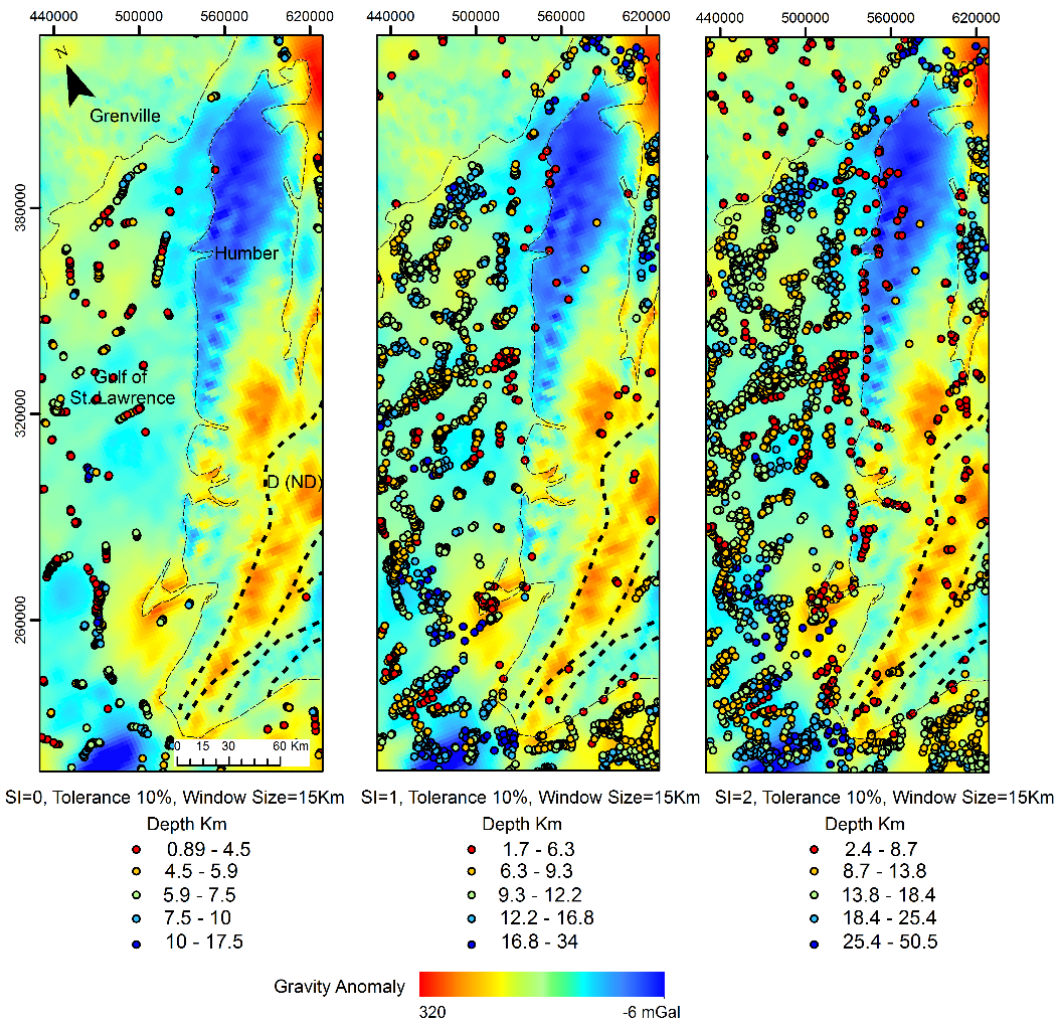 440000 500000 560000 620000 440000 500000 560000 620000 440000 500000 560000 620000
N
Grenville
380000
Humber
Gulf of
St. Lawrence
320000
D (ND)
260000
0 15 30 60 Km
SI=0, Tolerance 10%, Window Size=15Km SI=1, Tolerance 10%, Window Size=15Km SI=2, Tolerance 10%, Window Size=15Km
Depth Km Depth Km Depth Km
0.89 - 4.5 1.7 - 6.3 2.4 - 8.7
4.5 - 5.9 6.3 - 9.3 8.7 - 13.8
5.9 - 7.5 9.3 - 12.2 13.8 - 18.4
7.5 - 10 12.2 - 16.8 18.4 - 25.4
10 - 17.5 16.8 - 34 25.4 - 50.5
Gravity Anomaly
320 -6 mGal